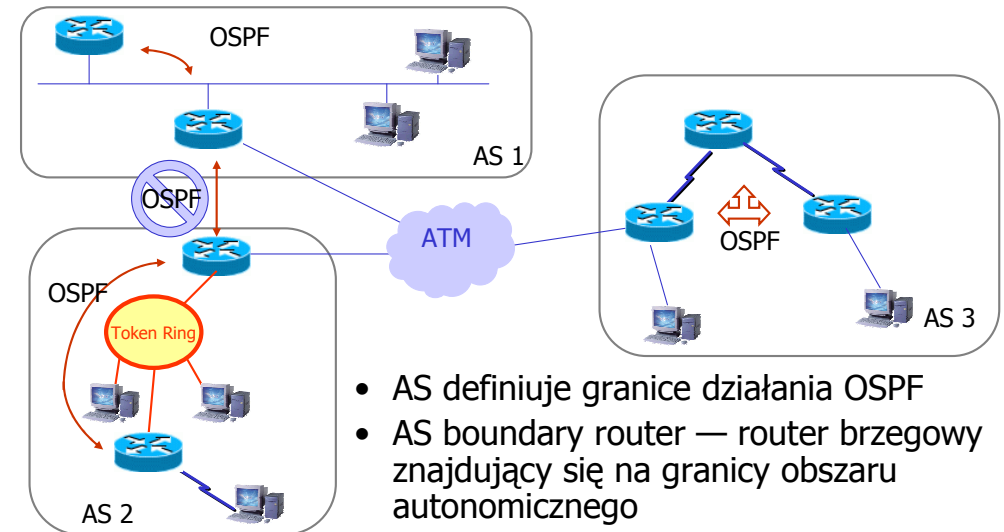 OSPF
AS 1
OSPF
ATM
OSPF
AS 3
OSPF
Token Ring
AS 2
• AS definiuje granice działania OSPF
• AS boundary router — router brzegowy
znajdujący się na granicy obszaru
autonomicznego